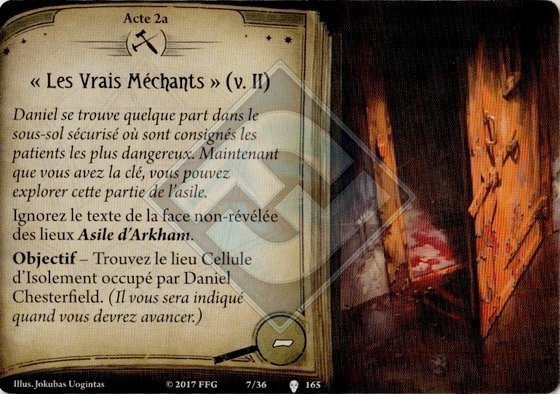 Acte 2a
« Les Vrais Méchants » (v. II)
Daniel se trouve quelque part dans le
sous-sol sécurisé où sont consignés les
patients les plus dangereux. Maintenant
que vous avez la clé, vous pouvez
explorer cette partie de l'asile.
Ignorez le texte de la face non-révélée
des lieux Asile d'Arkham.
Objectif – Trouvez le lieu Cellule
d'Isolement occupé par Daniel
Chesterfield. (Il vous sera indiqué
quand vous devrez avancer.)
–
Illus. Jokubas Uogintas © 2017 FFG 7/36 165